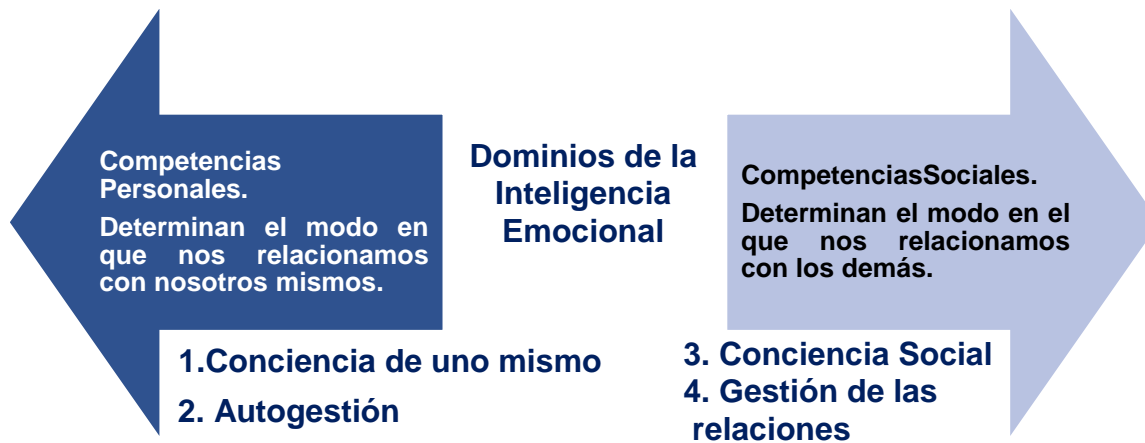 Competencias
Personales.
Determinan el modo en
que nos relacionamos
con nosotros mismos.
Dominios de la
Inteligencia
Emocional
CompetenciasSociales.
Determinan el modo en el
que nos relacionamos
con los demás.
1.Conciencia de uno mismo
2. Autogestión
3. Conciencia Social
4. Gestión de las
relaciones